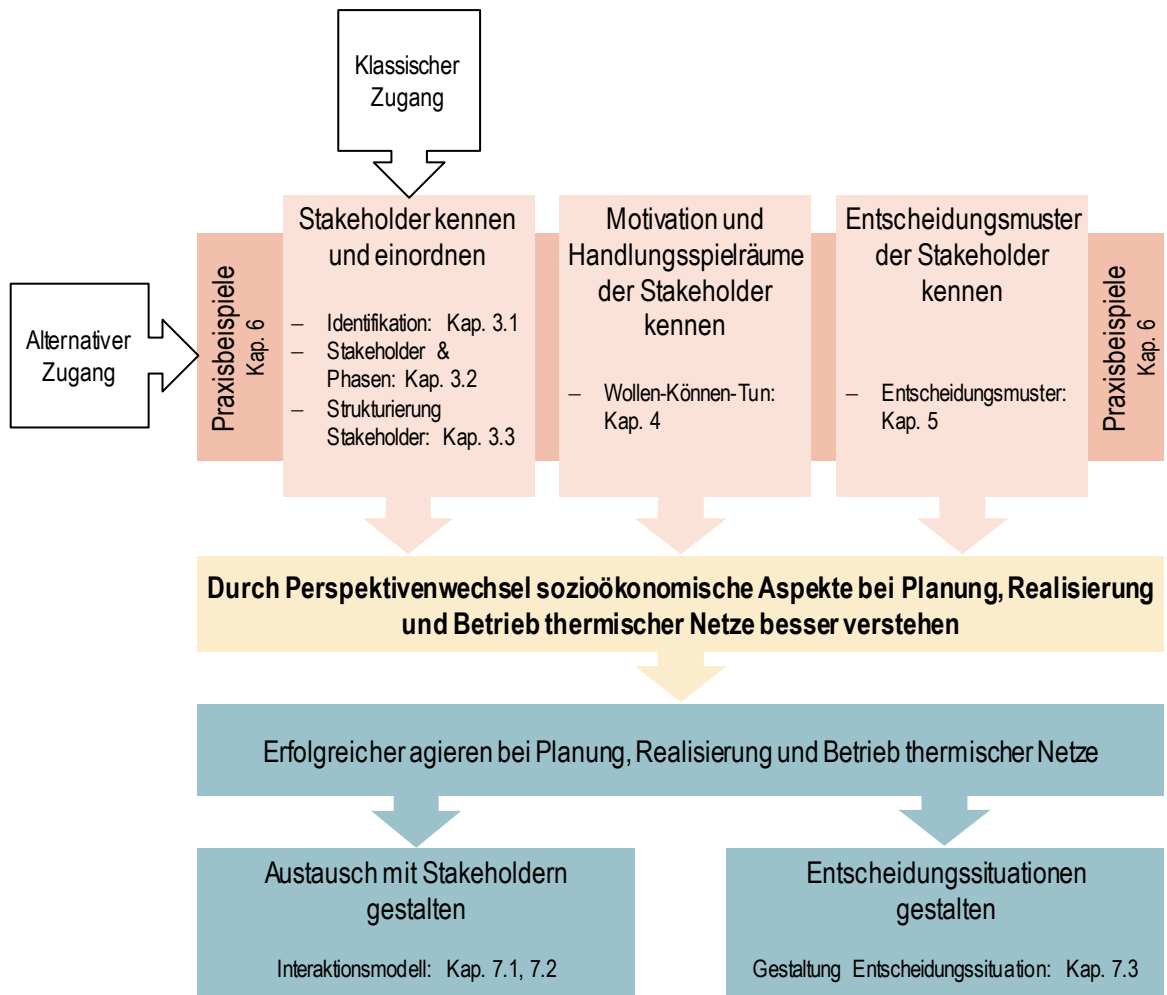 Klassischer
Zugang
Alternativer
Zugang
Praxisbeispiele
Kap. 6
Stakeholder kennen
und einordnen
– Identifikation: Kap. 3.1
– Stakeholder &
Phasen: Kap. 3.2
– Strukturierung
Stakeholder: Kap. 3.3
Motivation und
Handlungsspielräume
der Stakeholder
kennen
– Wollen-Können-Tun:
Kap. 4
Entscheidungsmuster
der Stakeholder
kennen
– Entscheidungsmuster:
Kap. 5
Praxisbeispiele
Kap. 6
Durch Perspektivenwechsel sozioökonomische Aspekte bei Planung, Realisierung
und Betrieb thermischer Netze besser verstehen
Erfolgreicher agieren bei Planung, Realisierung und Betrieb thermischer Netze
Austausch mit Stakeholdern
gestalten
Interaktionsmodell: Kap. 7.1, 7.2
Entscheidungssituationen
gestalten
Gestaltung Entscheidungssituation: Kap. 7.3